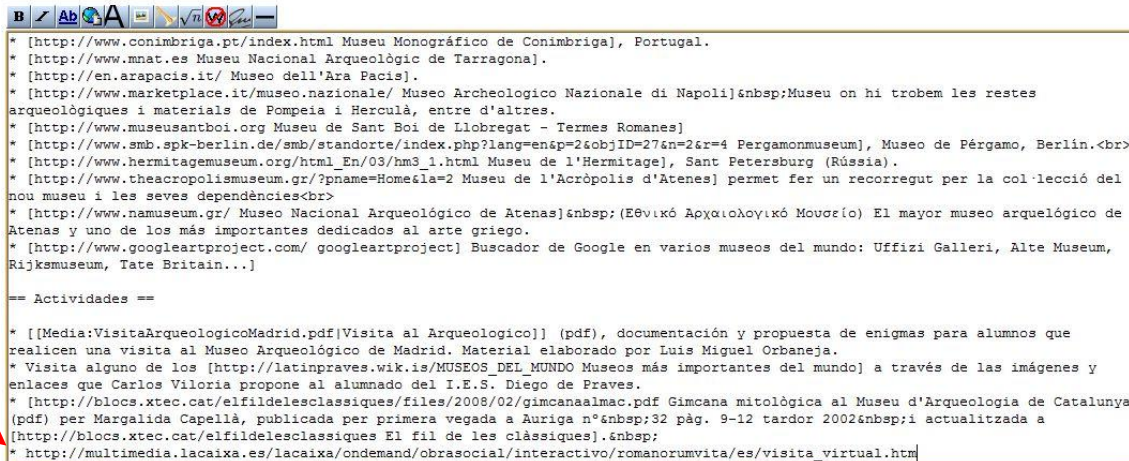 B I Ab A √n W
* [http://www.conimbriga.pt/index.html Museu Monográfico de Conimbriga], Portugal.
* [http://www.mnat.es Museu Nacional Arqueològic de Tarragona].
* [http://en.arapacis.it/ Museo dell'Ara Pacis].
* [http://www.marketplace.it/museo.nazionale/ Museo Archeologico Nazionale di Napoli]&nbsp;Museu on hi trobem les restes
arqueològiques i materials de Pompeia i Herculà, entre d'altres.
* [http://www.museusantboi.org Museu de Sant Boi de Llobregat - Termes Romanes]
* [http://www.smb.spk-berlin.de/smb/standorte/index.php?lang=en&p=2&objID=27&n=2&r=4 Pergamonmuseum], Museo de Pérgamo, Berlín.<br>
* [http://www.hermitagemuseum.org/html_En/03/hm3_1.html Museu de l'Hermitage], Sant Petersburg (Rússia).
* [http://www.theacropolismuseum.gr/?pname=Home&la=2 Museu de l'Acròpolis d'Atenes] permet fer un recorregut per la col·lecció del
nou museu i les seves dependències<br>
* [http://www.namuseum.gr/ Museo Nacional Arqueológico de Atenas]&nbsp;(Εθνικό Αρχαιολογικό Μουσείο) El mayor museo arquelógico de
Atenas y uno de los más importantes dedicados al arte griego.
* [http://www.googleartproject.com/ googleartproject] Buscador de Google en varios museos del mundo: Uffizi Galleri, Alte Museum,
Rijksmuseum, Tate Britain...]
== Actividades ==
* [[Media:VisitaArqueologicoMadrid.pdf|Visita al Arqueologico]] (pdf), documentación y propuesta de enigmas para alumnos que
realicen una visita al Museo Arqueológico de Madrid. Material elaborado por Luis Miguel Orbaneja.
* Visita alguno de los [http://latinpraves.wik.is/MUSEOS_DEL_MUNDO Museos más importantes del mundo] a través de las imágenes y
enlaces que Carlos Viloria propone al alumnado del I.E.S. Diego de Praves.
* [http://blocs.xtec.cat/elfildelesclassiques/files/2008/02/gimcanaalmac.pdf Gimcana mitològica al Museu d'Arqueologia de Catalunya
(pdf) per Margalida Capellà, publicada per primera vegada a Auriga nº&nbsp;32 pàg. 9-12 tardor 2002&nbsp;i actualitzada a
[http://blocs.xtec.cat/elfildelesclassiques El fil de les clàssiques].&nbsp;
* http://multimedia.lacaixa.es/lacaixa/ondemand/obrasocial/interactivo/romanorumvita/es/visita_virtual.htm